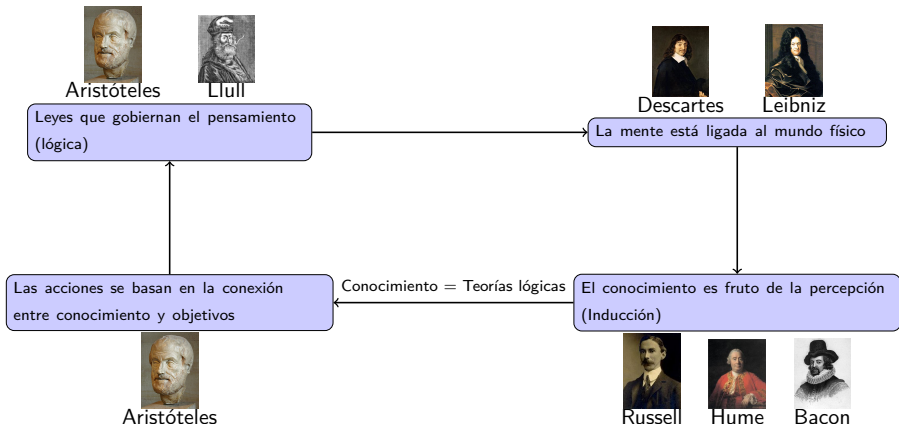 Aristóteles
Llull
Leyes que gobiernan el pensamiento
(lógica)
Descartes
Leibniz
La mente está ligada al mundo físico
Las acciones se basan en la conexión
entre conocimiento y objetivos
Aristóteles
Conocimiento = Teorías lógicas
El conocimiento es fruto de la percepción
(Inducción)
Russell
Hume
Bacon